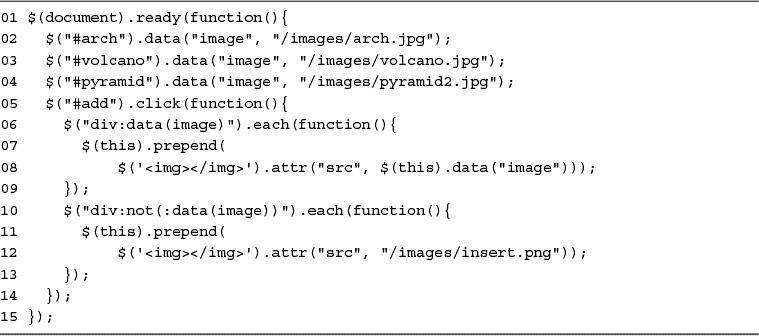 01 $(document).ready(function(){
02   $("#arch").data("image", "/images/arch.jpg");
03   $("#volcano").data("image", "/images/volcano.jpg");
04   $("#pyramid").data("image", "/images/pyramid2.jpg");
05   $("#add").click(function(){
06     $("div:data(image)").each(function(){
07       $(this).prepend(
08           $('<img></img>').attr("src", $(this).data("image")));
09     });
10     $("div:not(:data(image))").each(function(){
11       $(this).prepend(
12           $('<img></img>').attr("src", "/images/insert.png"));
13     });
14   });
15 });